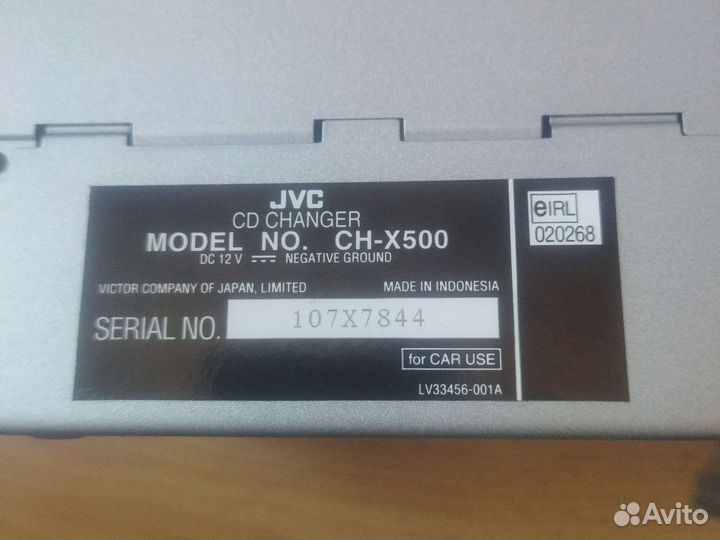 JVC
CD CHANGER
MODEL NO. CH-X500
DC 12 V ⎓ NEGATIVE GROUND
VICTOR COMPANY OF JAPAN, LIMITED MADE IN INDONESIA
SERIAL NO. 107X7844
for CAR USE
LV33456-001A
eIRL
020268
Avito